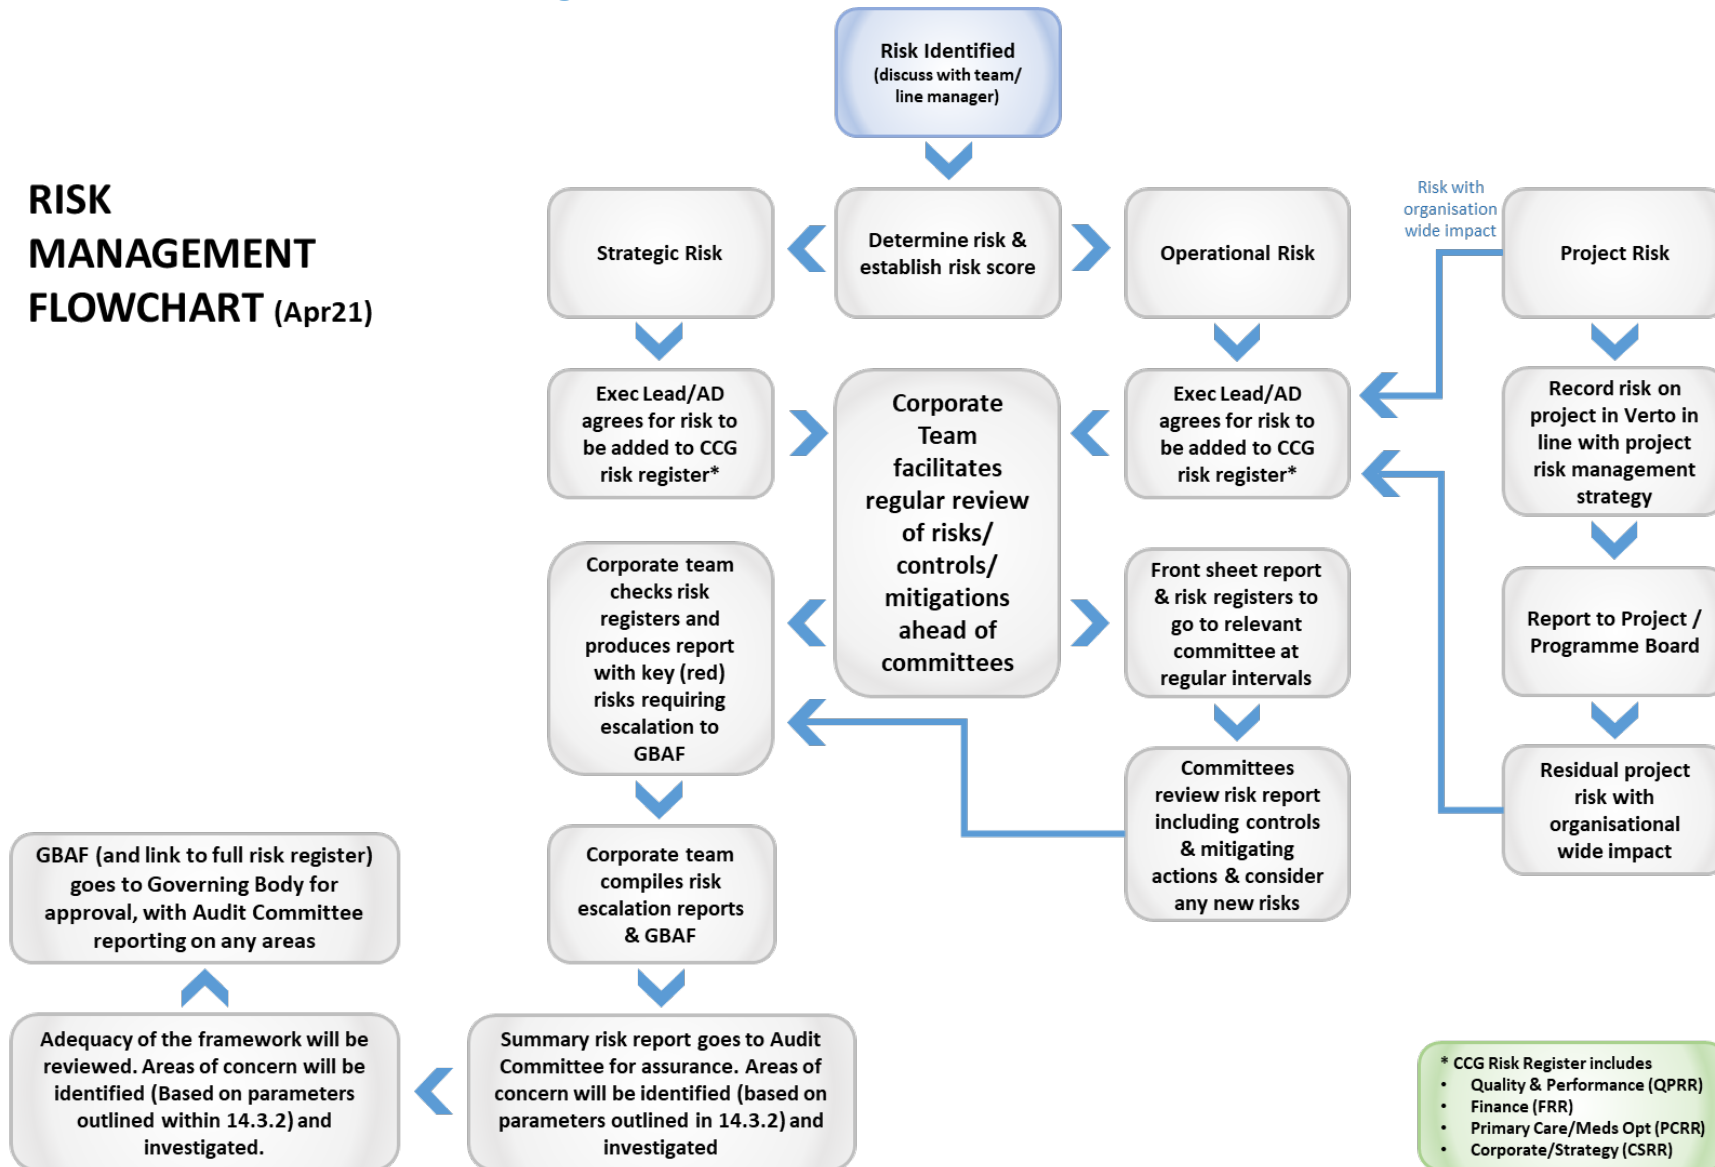 Risk Identified
(discuss with team/
line manager)
RISK
MANAGEMENT
FLOWCHART (Apr21)
Strategic Risk
Determine risk &
establish risk score
Operational Risk
Risk with
organisation
wide impact
Project Risk
Exec Lead/AD
agrees for risk to
be added to CCG
risk register*
Corporate
Team
facilitates
regular review
of risks/
controls/
mitigations
ahead of
committees
Exec Lead/AD
agrees for risk to
be added to CCG
risk register*
Record risk on
project in Verto in
line with project
risk management
strategy
Corporate team
checks risk
registers and
produces report
with key (red)
risks requiring
escalation to
GBAF
Front sheet report
& risk registers to
go to relevant
committee at
regular intervals
Report to Project /
Programme Board
Committees
review risk report
including controls
& mitigating
actions & consider
any new risks
Residual project
risk with
organisational
wide impact
GBAF (and link to full risk register)
goes to Governing Body for
approval, with Audit Committee
reporting on any areas
Corporate team
compiles risk
escalation reports
& GBAF
Adequacy of the framework will be
reviewed. Areas of concern will be
identified (Based on parameters
outlined within 14.3.2) and
investigated.
Summary risk report goes to Audit
Committee for assurance. Areas of
concern will be identified (based on
parameters outlined in 14.3.2) and
investigated
* CCG Risk Register includes
• Quality & Performance (QPRR)
• Finance (FRR)
• Primary Care/Meds Opt (PCRR)
• Corporate/Strategy (CSRR)